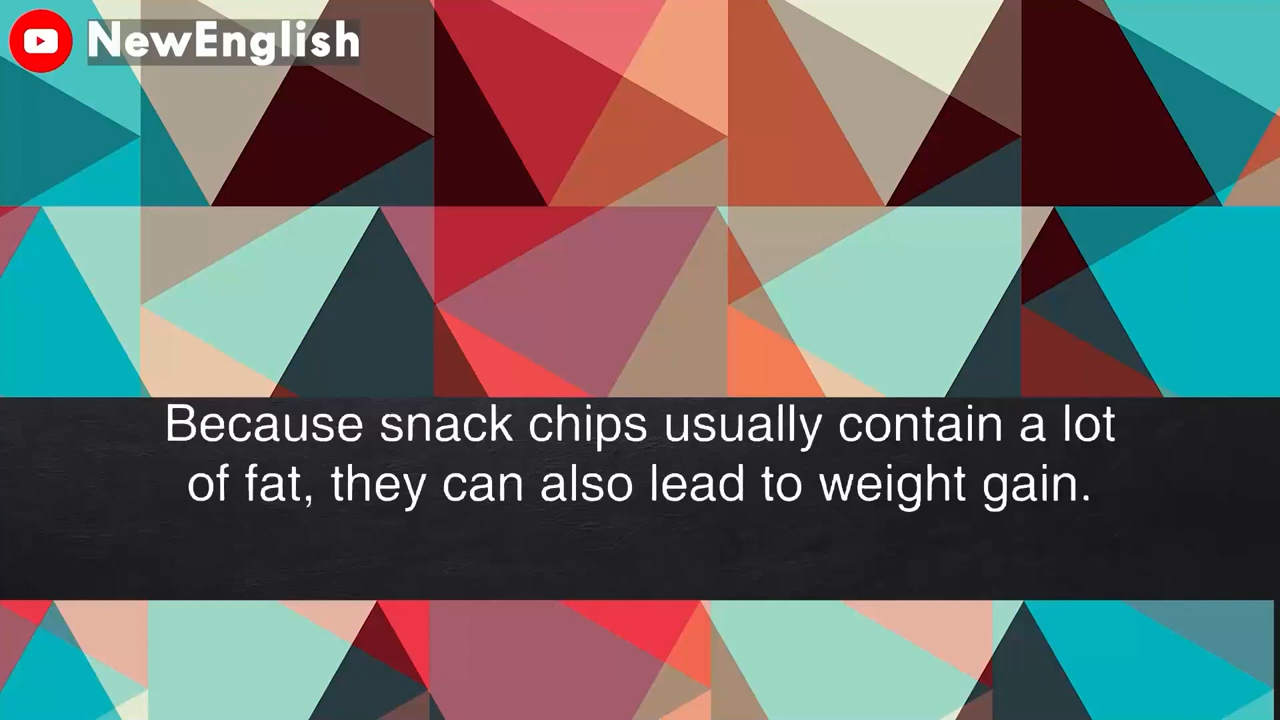 NewEnglish
Because snack chips usually contain a lot
of fat, they can also lead to weight gain.